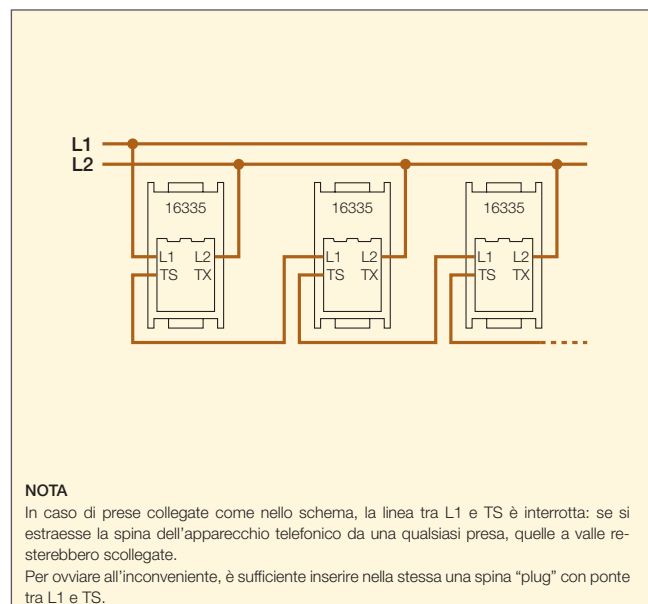 L1
L2
16335 16335 16335
L1 L2 L1 L2 L1 L2
TS TX TS TX TS TX
NOTA
In caso di prese collegate come nello schema, la linea tra L1 e TS è interrotta: se si
estraesse la spina dell'apparecchio telefonico da una qualsiasi presa, quelle a valle re-
sterebbero scollegate.
Per ovviare all'inconveniente, è sufficiente inserire nella stessa una spina “plug” con ponte
tra L1 e TS.